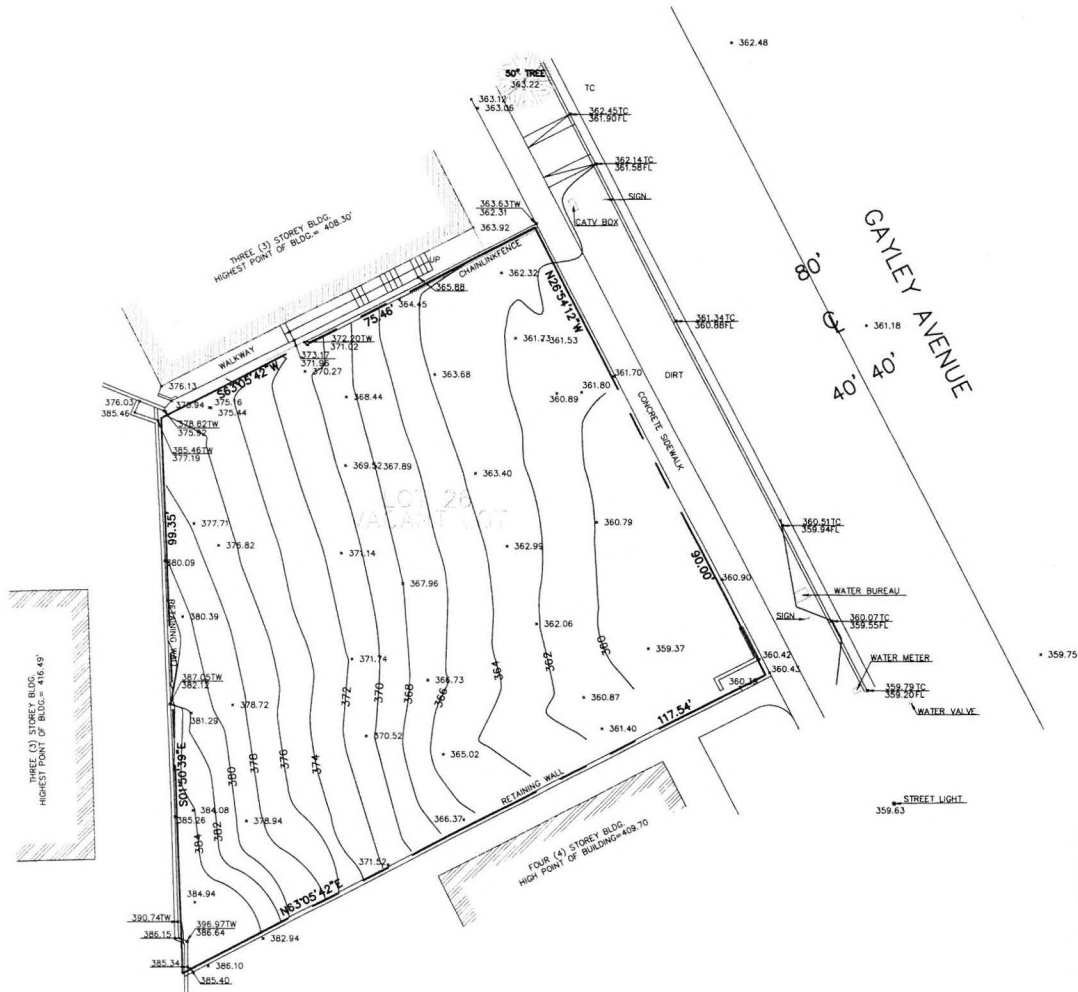 362.48
50" TREE
363.22
TC
363.12
363.06
362.45TC
361.90FL
362.14TC
361.58FL
SIGN
CATV BOX
363.63TW
362.31
363.92
THREE (3) STOREY BLDG.
HIGHEST POINT OF BLDG.= 408.30'
UP
CHAINLINKFENCE
365.88
362.32
N26°54'12"W
GAYLEY AVENUE
80'
40' 40'
361.18
361.34TC
360.88FL
364.45
75.46'
WALKWAY
S63°05'42"W
372.20TW
371.02
373.17
371.96
370.27
361.73
361.53
361.70
DIRT
CONCRETE SIDEWALK
363.68
361.80
360.89
368.44
376.13
376.03
385.46
375.16
375.44
378.82TW
375.92
385.46TW
377.19
369.52
367.89
363.40
LOT 26
VACANT LOT
377.71
376.82
99.35'
380.09
371.14
362.99
360.79
360.51TC
359.94FL
90.00'
360.90
WATER BUREAU
SIGN
360.07TC
359.55FL
367.96
380.39
RETAINING WALL
362.06
359.37
360.42
360.43
360.39
WATER METER
359.79TC
359.20FL
WATER VALVE
359.75
387.05TW
382.12
381.29
371.74
366.73
378.72
360.87
361.40
117.54'
THREE (3) STOREY BLDG.
HIGHEST POINT OF BLDG.= 416.49'
S01°50'39"E
384
382
380
378
376
374
372
370
368
366
364
362
360
370.52
365.02
RETAINING WALL
STREET LIGHT
359.63
384.08
385.26
378.94
366.37
FOUR (4) STOREY BLDG.
HIGH POINT OF BUILDING=409.70
371.52
N63°05'42"E
384.94
390.74TW
396.97TW
386.64
386.15
382.94
385.34
386.10
385.40